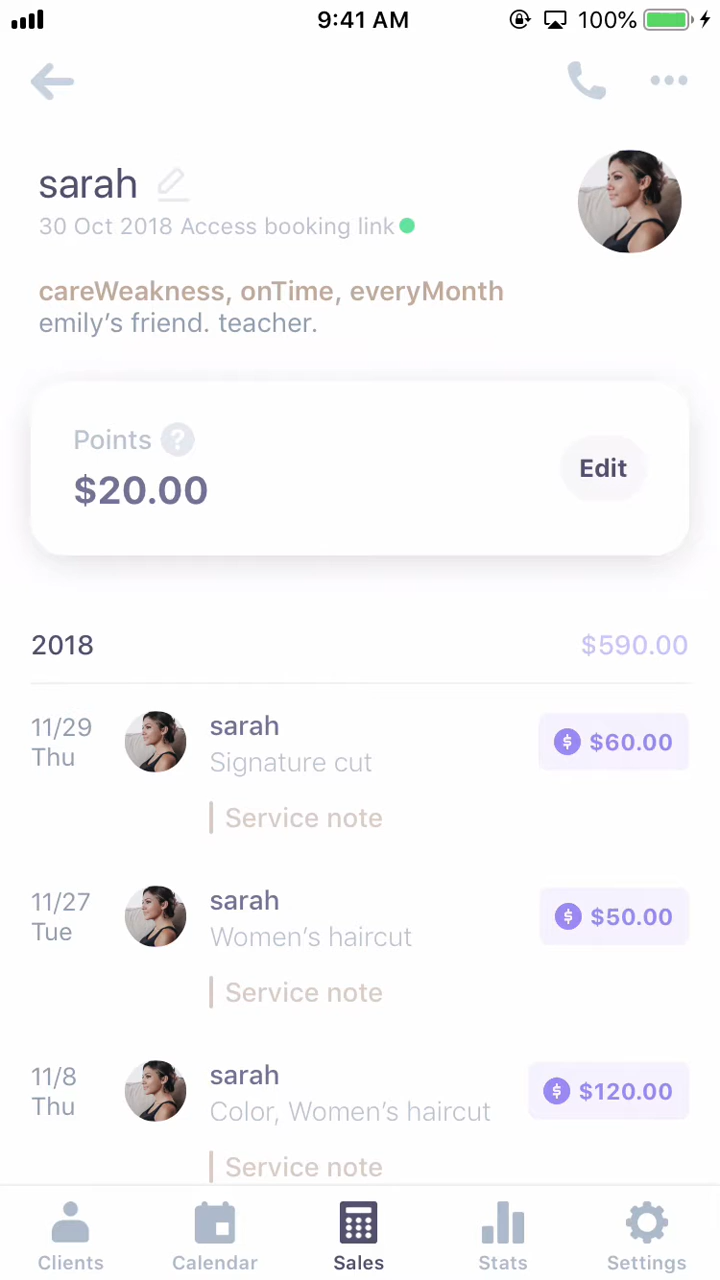 9:41 AM
100%
sarah
30 Oct 2018 Access booking link
careWeakness, onTime, everyMonth
emily’s friend. teacher.
Points ?
$20.00
Edit
2018 $590.00
11/29 Thu
sarah
Signature cut
$ $60.00
Service note
11/27 Tue
sarah
Women’s haircut
$ $50.00
Service note
11/8 Thu
sarah
Color, Women’s haircut
$ $120.00
Service note
Clients Calendar Sales Stats Settings